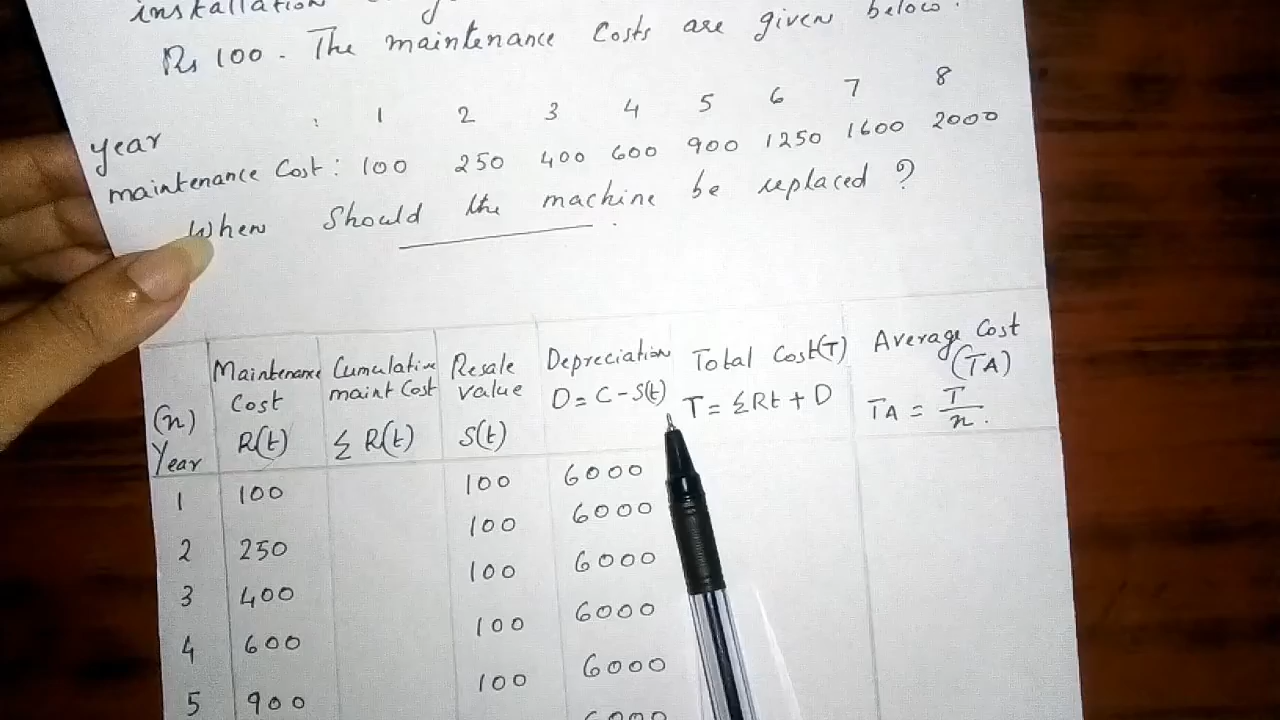 installation
Rs 100. The maintenance Costs are given below.
year : 1 2 3 4 5 6 7 8
maintenance Cost: 100 250 400 600 900 1250 1600 2000
When Should the machine be replaced?
(n) Year
Maintenance Cost R(t)
Cumulative maint Cost Σ R(t)
Resale value S(t)
Depreciation D = C - S(t)
Total Cost(T) T = ΣRt + D
Average Cost (TA) TA = T/n.
1 100 100 6000
2 250 100 6000
3 400 100 6000
4 600 100 6000
5 900 100 6000
6000